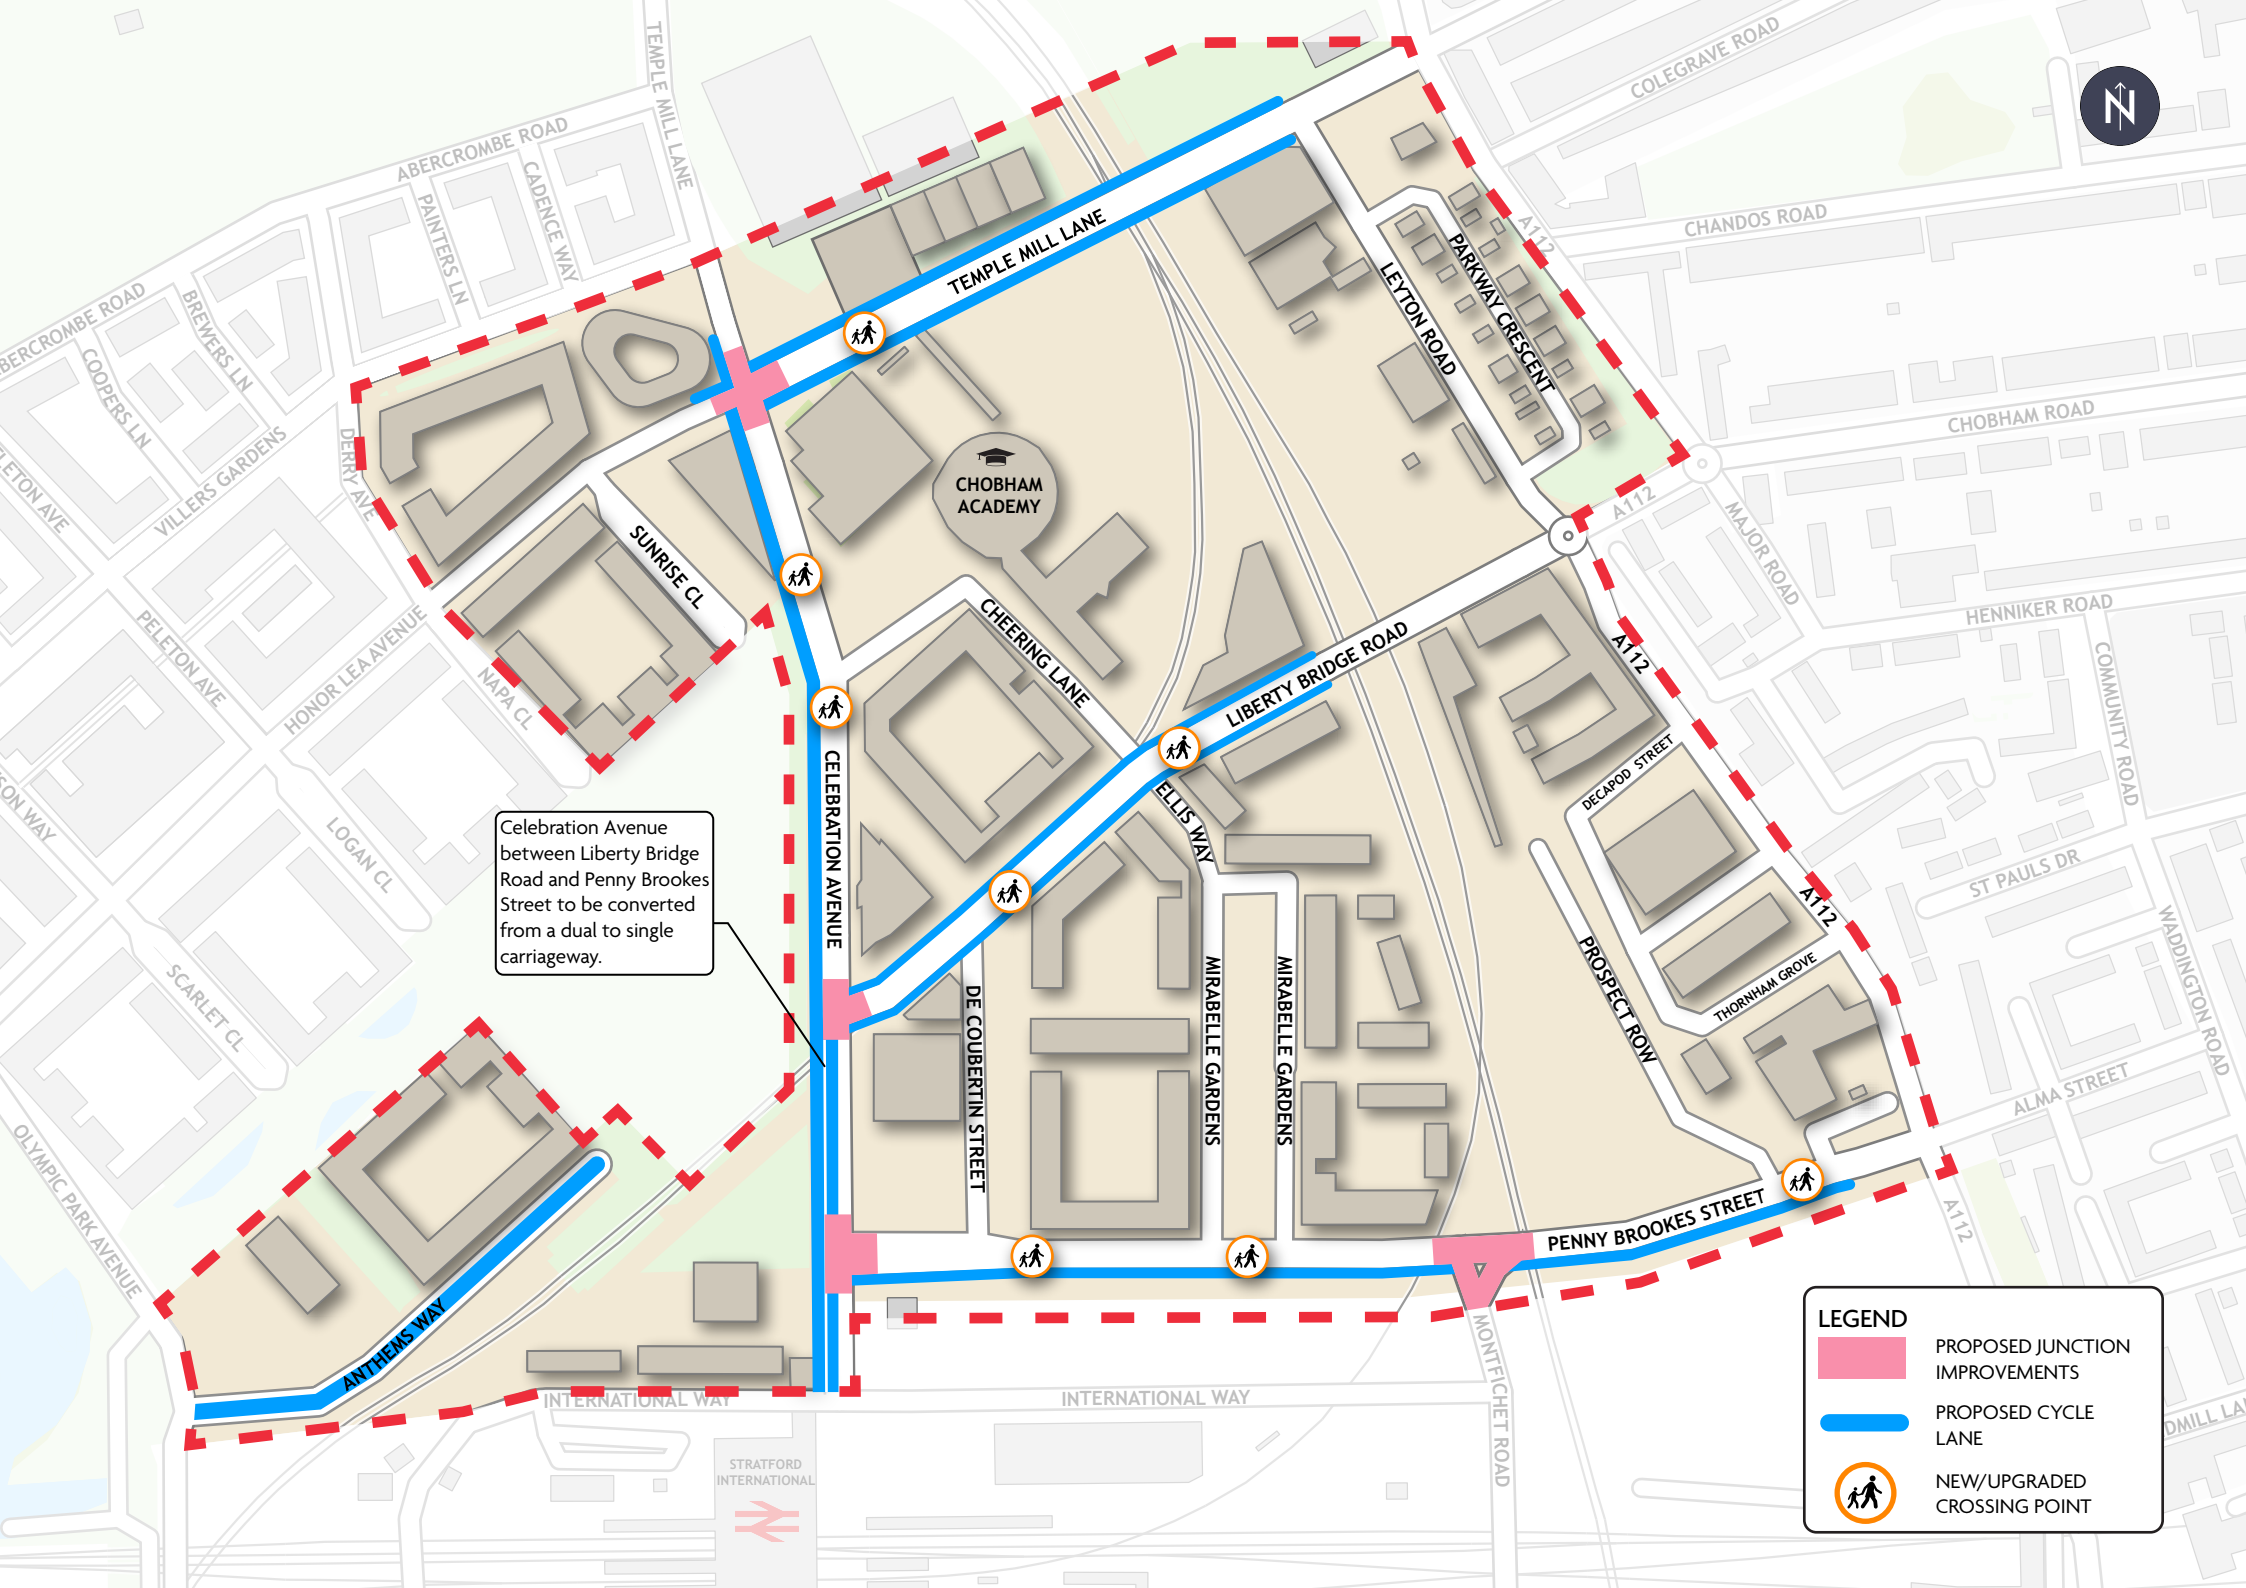 TEMPLE MILL LANE
COLEGRAVE ROAD
N
ABERCROMBE ROAD
CADENCE WAY
PAINTERS LN
CHANDOS ROAD
A112
TEMPLE MILL LANE
LEYTON ROAD
PARKWAY CRESCENT
BREWERS LN
ABERCROMBE ROAD
COOPERS LN
VILLERS GARDENS
DERRY AVE
CHOBHAM ROAD
CHOBHAM
ACADEMY
A112
MAJOR ROAD
SUNRISE CL
PELETON AVE
HONOR LEA AVENUE
NAPA CL
CHEERING LANE
LIBERTY BRIDGE ROAD
A112
HENNIKER ROAD
COMMUNITY ROAD
DECAPOD STREET
ELLIS WAY
CELEBRATION AVENUE
Celebration Avenue
between Liberty Bridge
Road and Penny Brookes
Street to be converted
from a dual to single
carriageway.
LOGAN CL
SCARLET CL
ST PAULS DR
A112
WADDINGTON ROAD
PROSPECT ROW
THORNHAM GROVE
DE COUBERTIN STREET
MIRABELLE GARDENS
MIRABELLE GARDENS
ALMA STREET
OLYMPIC PARK AVENUE
PENNY BROOKES STREET
A112
ANTHEMS WAY
INTERNATIONAL WAY
INTERNATIONAL WAY
MONTFICHET ROAD
STRATFORD
INTERNATIONAL
LEGEND
PROPOSED JUNCTION
IMPROVEMENTS
PROPOSED CYCLE
LANE
NEW/UPGRADED
CROSSING POINT